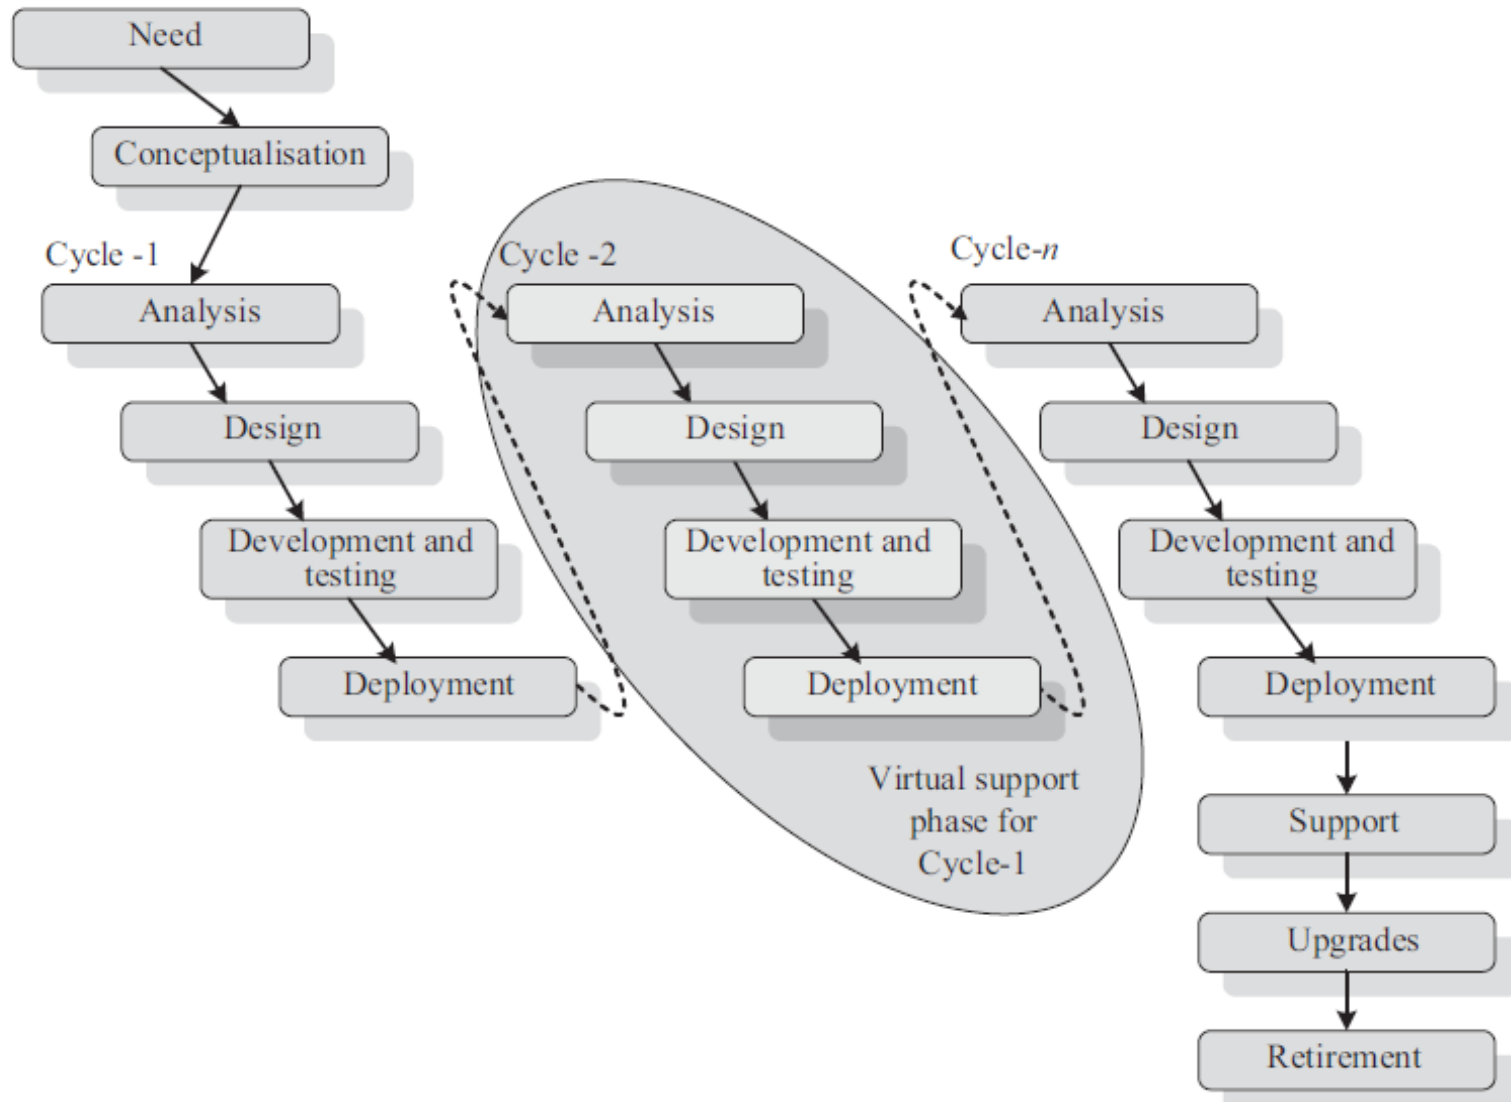 Need
Conceptualisation
Cycle -1
Analysis
Design
Development and
testing
Deployment
Cycle -2
Analysis
Design
Development and
testing
Deployment
Virtual support
phase for
Cycle-1
Cycle-n
Analysis
Design
Development and
testing
Deployment
Support
Upgrades
Retirement